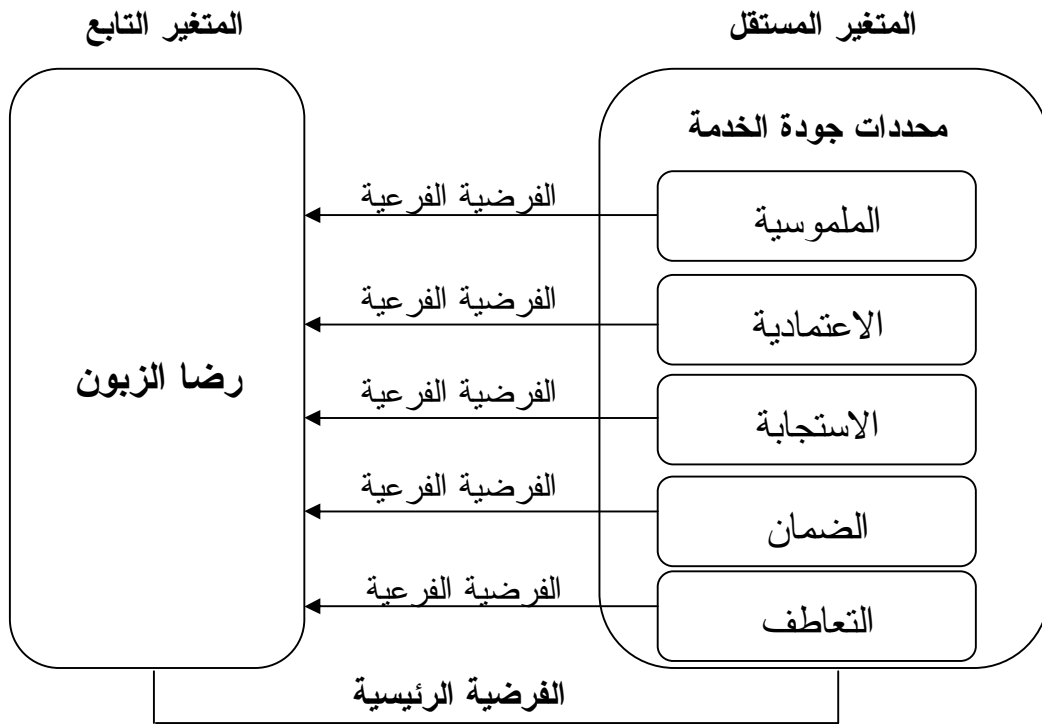 المتغير المستقل
المتغير التابع
محددات جودة الخدمة
الملموسية
الفرضية الفرعية
الاعتمادية
الفرضية الفرعية
رضا الزبون
الاستجابة
الفرضية الفرعية
الضمان
الفرضية الفرعية
التعاطف
الفرضية الفرعية
الفرضية الرئيسية